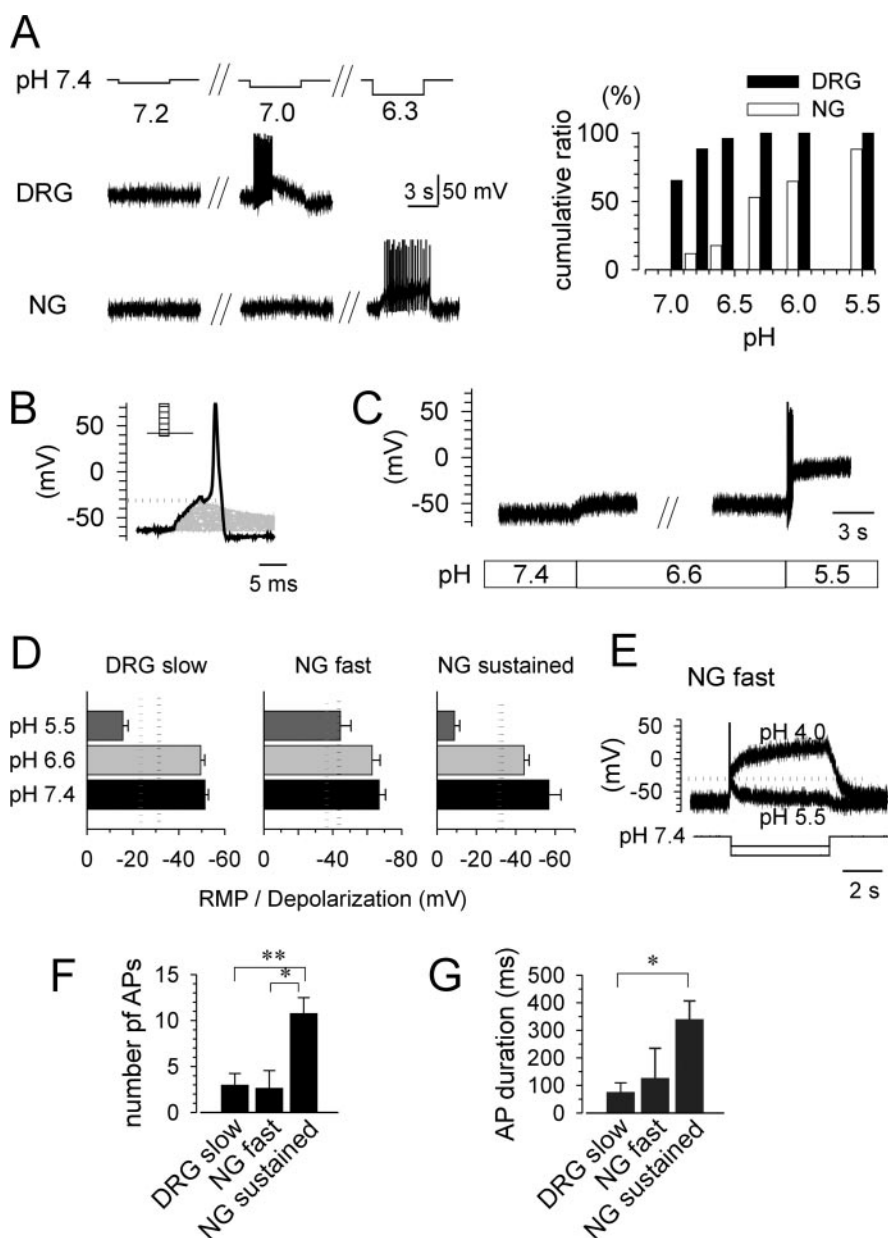 A
pH 7.4
7.2
7.0
6.3
DRG
3 s
50 mV
NG
DRG
NG
(%)
100
50
0
cumulative ratio
7.0 6.5 6.0 5.5
pH
B
50
0
-50
(mV)
5 ms
C
50
0
-50
(mV)
3 s
pH 7.4 6.6 5.5
D
DRG slow
NG fast
NG sustained
pH 5.5
pH 6.6
pH 7.4
0 -20 -40 -60
0 -40 -80
0 -20 -40 -60
RMP / Depolarization (mV)
E
NG fast
50
0
-50
(mV)
pH 4.0
pH 5.5
pH 7.4
2 s
F
**
*
15
10
5
0
number pf APs
DRG slow
NG fast
NG sustained
G
*
500
400
300
200
100
0
AP duration (ms)
DRG slow
NG fast
NG sustained